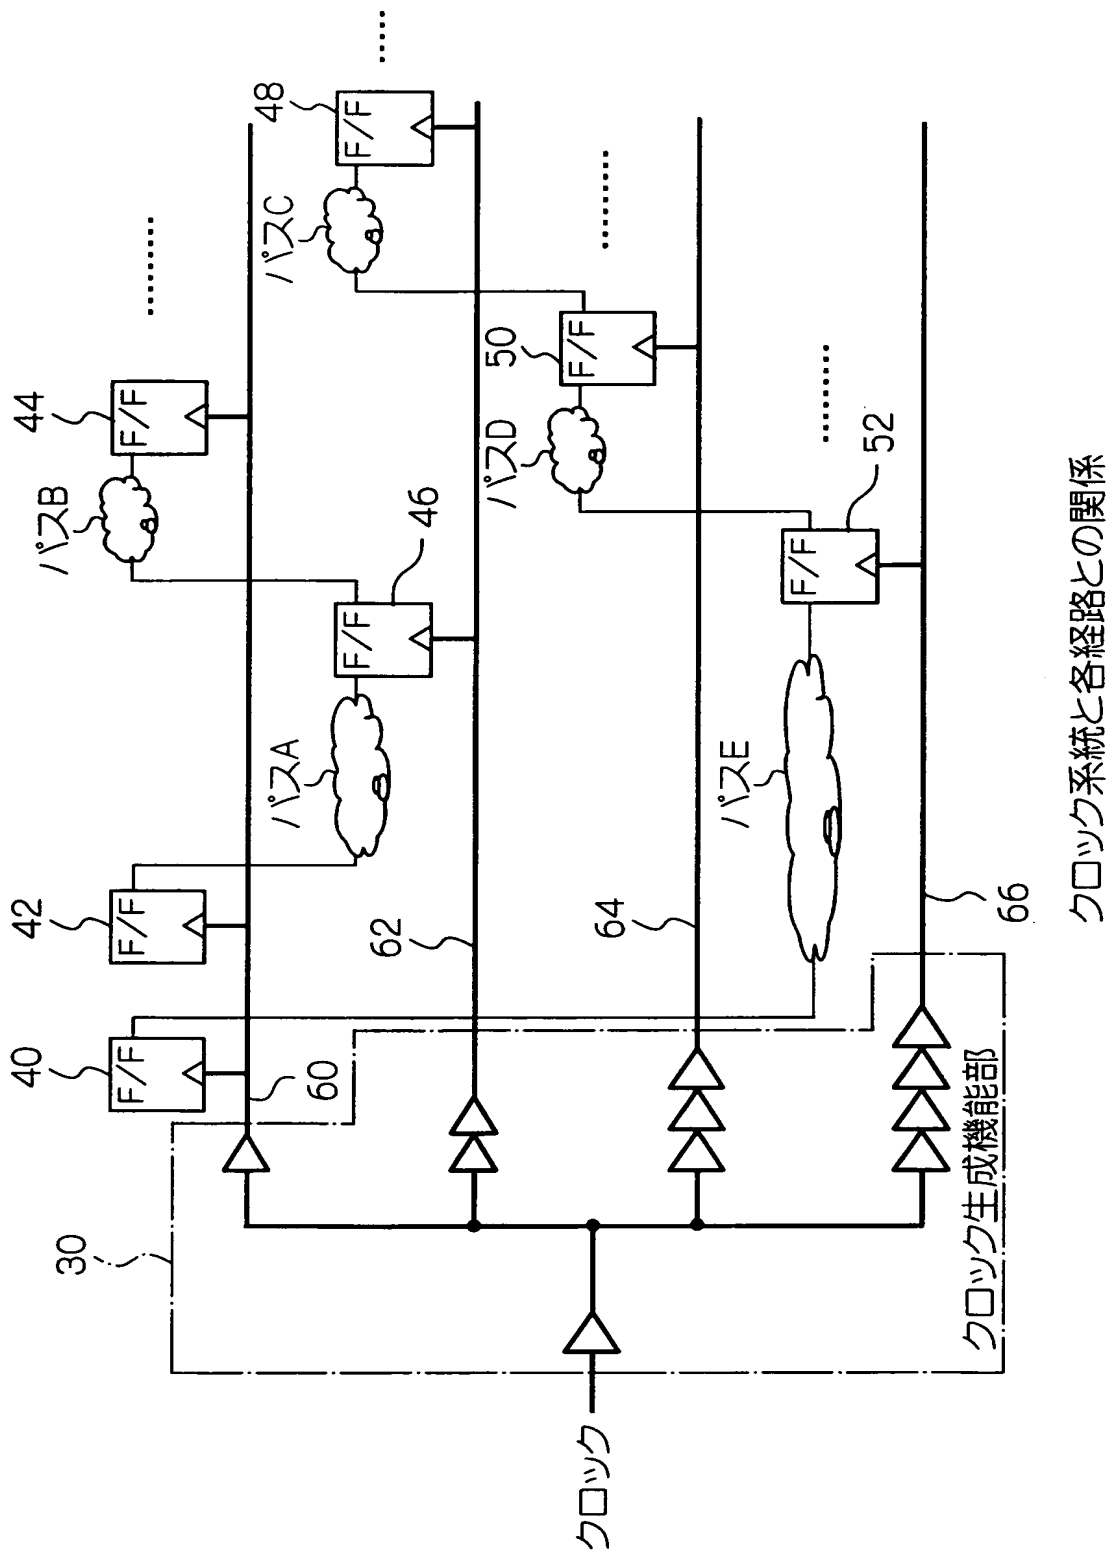 クロック
30
クロック生成機能部
40
F/F
60
42
F/F
62
64
66
パスA
パスE
F/F
46
パスB
44
F/F
F/F
52
パスD
50
F/F
パスC
48
F/F
クロック系統と各経路との関係